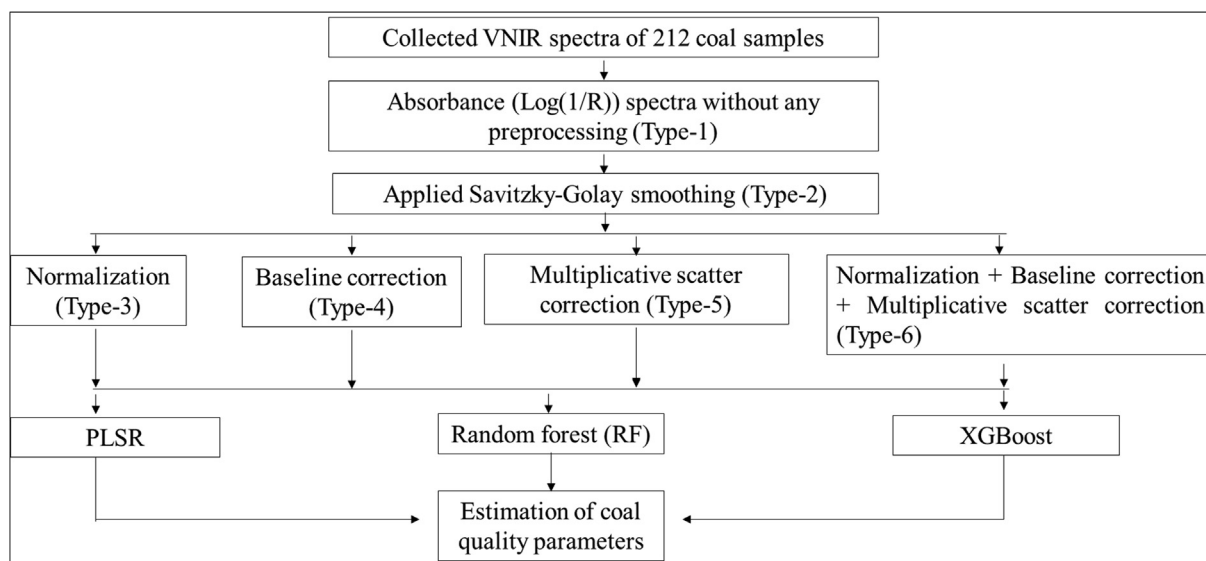 Collected VNIR spectra of 212 coal samples
Absorbance (Log(1/R)) spectra without any
preprocessing (Type-1)
Applied Savitzky-Golay smoothing (Type-2)
Normalization
(Type-3)
Baseline correction
(Type-4)
Multiplicative scatter
correction (Type-5)
Normalization + Baseline correction
+ Multiplicative scatter correction
(Type-6)
PLSR
Random forest (RF)
XGBoost
Estimation of coal
quality parameters